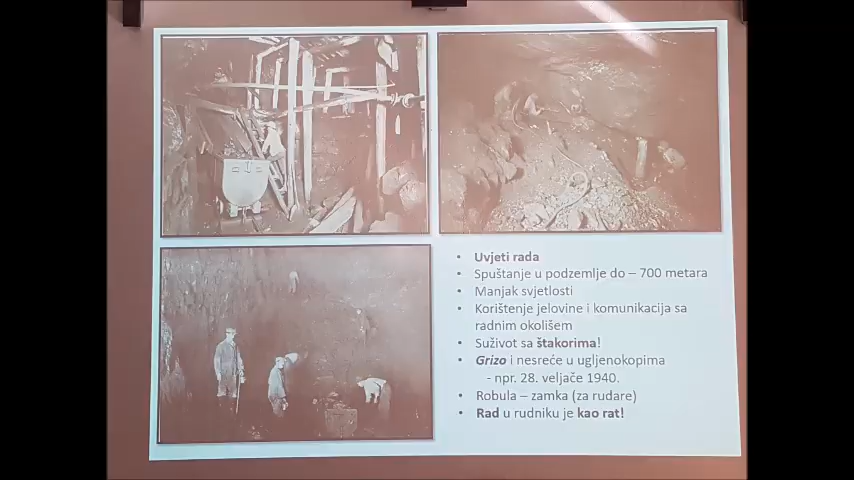 Uvjeti rada
Spuštanje u podzemlje do – 700 metara
Manjak svjetlosti
Korištenje jelovine i komunikacija sa
radnim okolišem
Suživot sa štakorima!
Grizo i nesreće u ugljenokopima
- npr. 28. veljače 1940.
Robula – zamka (za rudare)
Rad u rudniku je kao rat!